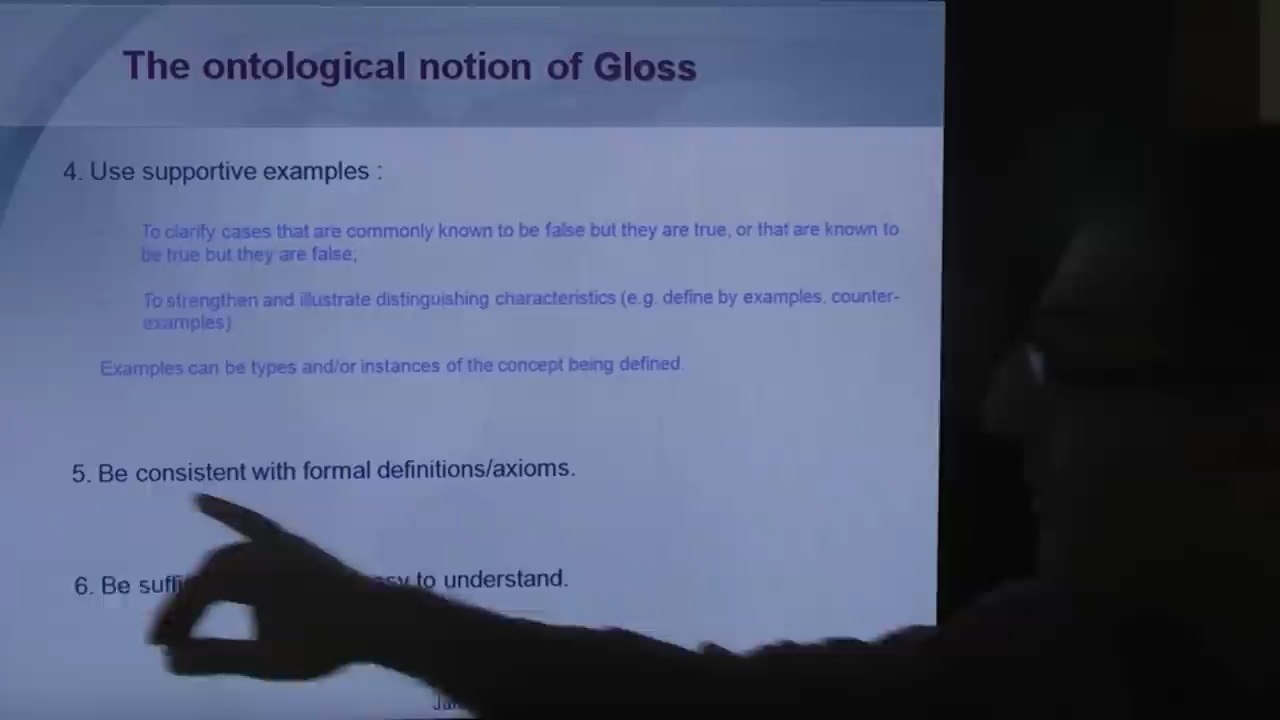 The ontological notion of Gloss
4. Use supportive examples :
To clarify cases that are commonly known to be false but they are true, or that are known to
be true but they are false;
To strengthen and illustrate distinguishing characteristics (e.g. define by examples, counter-
examples)
Examples can be types and/or instances of the concept being defined.
5. Be consistent with formal definitions/axioms.
6. Be to understand.